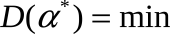 D(α*) = min